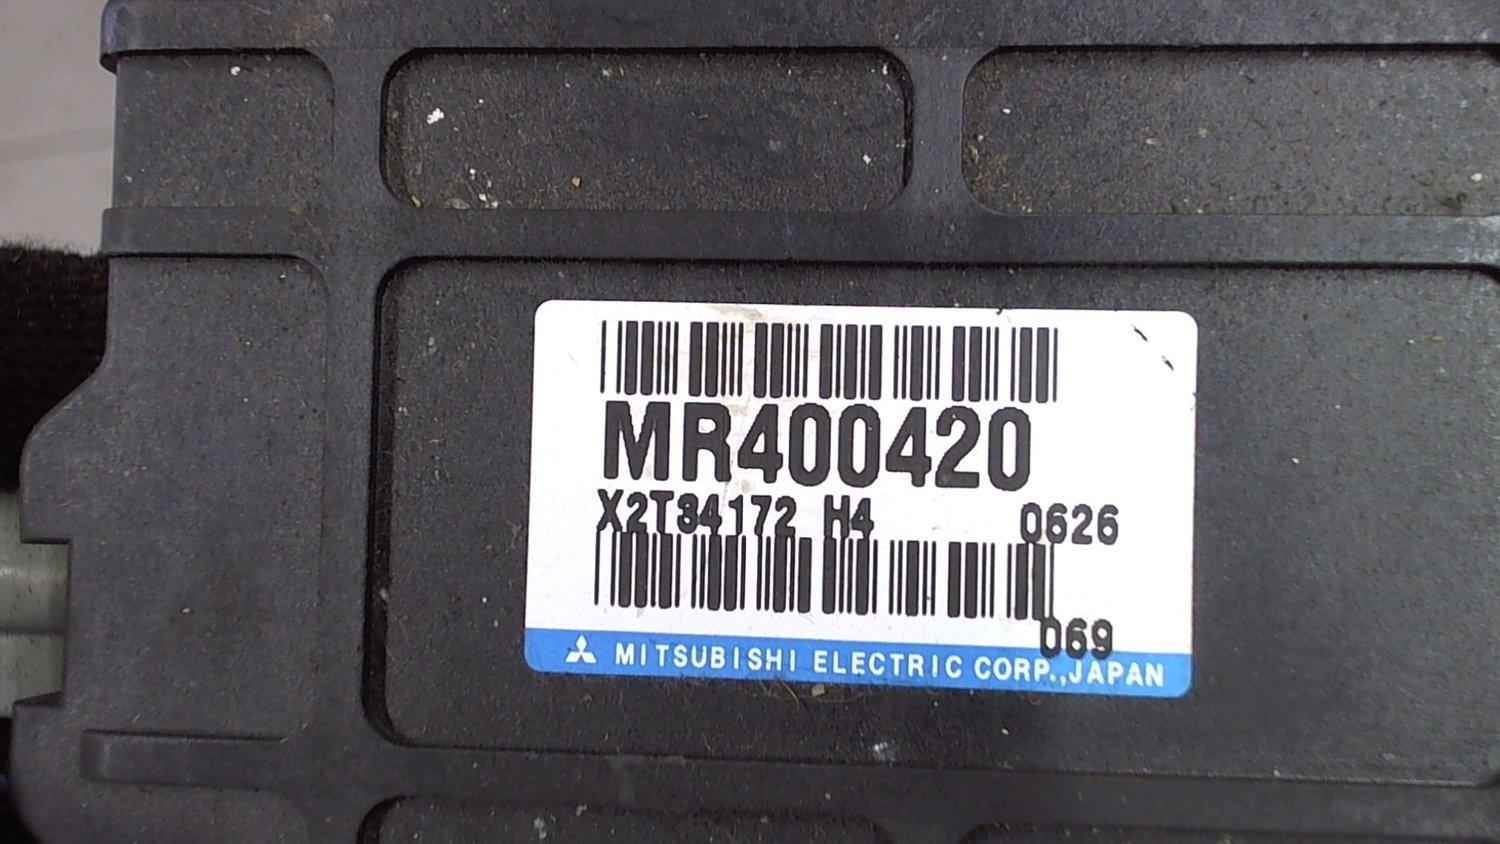 MR400420
X2T34172 H4 0626
069
MITSUBISHI ELECTRIC CORP.,JAPAN